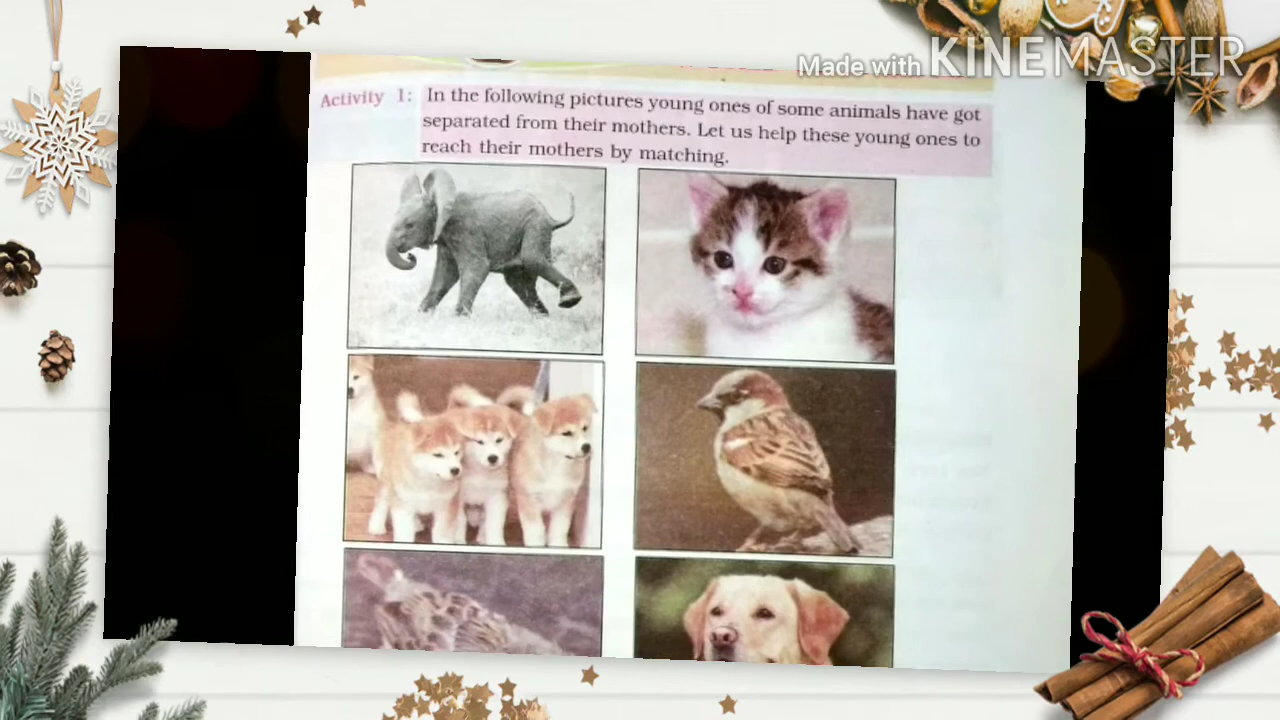 Made with KINEMASTER
Activity 1: In the following pictures young ones of some animals have got
separated from their mothers. Let us help these young ones to
reach their mothers by matching.